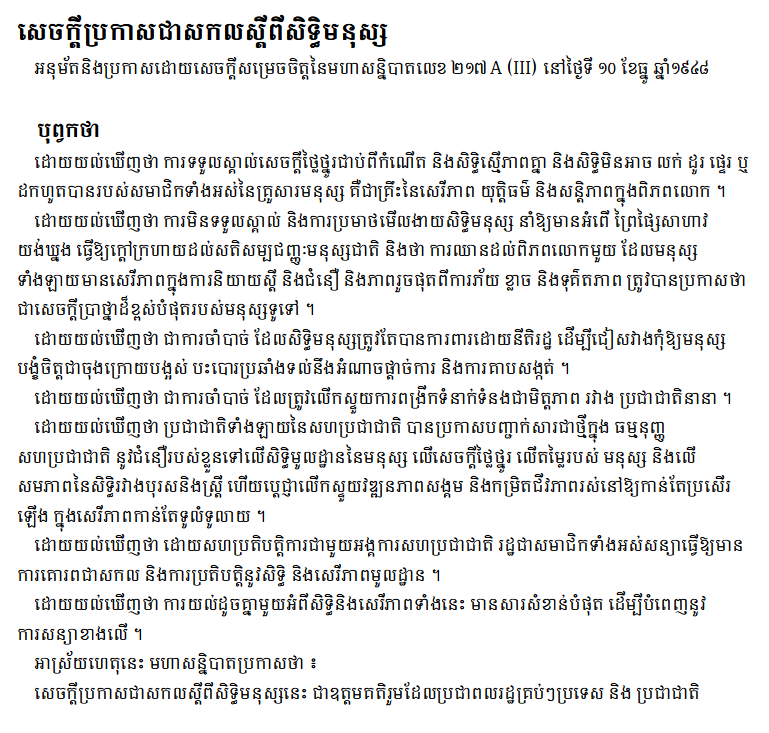 សេចក្ដីប្រកាសជាសកលស្ដីពីសិទ្ធិមនុស្ស
អនុម័តនិងប្រកាសដោយសេចក្ដីសម្រេចចិត្តនៃមហាសន្និបាតលេខ ២១៧ A (III) នៅថ្ងៃទី ១០ ខែធ្នូ ឆ្នាំ១៩៤៨
បុព្វកថា
ដោយយល់ឃើញថា ការទទួលស្គាល់សេចក្ដីថ្លៃថ្នូរជាប់ពីកំណើត និងសិទ្ធិស្មើភាពគ្នា និងសិទ្ធិមិនអាច លក់ ដូរ ផ្ទេរ ឬ
ដកហូតបានរបស់សមាជិកទាំងអស់នៃគ្រួសារមនុស្ស គឺជាគ្រឹះនៃសេរីភាព យុត្តិធម៌ និងសន្តិភាពក្នុងពិភពលោក ។
ដោយយល់ឃើញថា ការមិនទទួលស្គាល់ និងការប្រមាថមើលងាយសិទ្ធិមនុស្ស នាំឱ្យមានអំពើ ព្រៃផ្សៃសាហាវ
យង់ឃ្នង ធ្វើឱ្យក្ដៅក្រហាយដល់សតិសម្បជញ្ញៈមនុស្សជាតិ និងថា ការឈានដល់ពិភពលោកមួយ ដែលមនុស្ស
ទាំងឡាយមានសេរីភាពក្នុងការនិយាយស្ដី និងជំនឿ និងភាពរួចផុតពីការភ័យ ខ្លាច និងទុគ៌តភាព ត្រូវបានប្រកាសថា
ជាសេចក្ដីប្រាថ្នាដ៏ខ្ពស់បំផុតរបស់មនុស្សទូទៅ ។
ដោយយល់ឃើញថា ជាការចាំបាច់ ដែលសិទ្ធិមនុស្សត្រូវតែបានការពារដោយនីតិរដ្ឋ ដើម្បីជៀសវាងកុំឱ្យមនុស្ស
បង្ខំចិត្តជាចុងក្រោយបង្អស់ បះបោរប្រឆាំងទល់នឹងអំណាចផ្ដាច់ការ និងការគាបសង្កត់ ។
ដោយយល់ឃើញថា ជាការចាំបាច់ ដែលត្រូវលើកស្ទួយការពង្រីកទំនាក់ទំនងជាមិត្តភាព រវាង ប្រជាជាតិនានា ។
ដោយយល់ឃើញថា ប្រជាជាតិទាំងឡាយនៃសហប្រជាជាតិ បានប្រកាសបញ្ជាក់សារជាថ្មីក្នុង ធម្មនុញ្ញ
សហប្រជាជាតិ នូវជំនឿរបស់ខ្លួនទៅលើសិទ្ធិមូលដ្ឋាននៃមនុស្ស លើសេចក្ដីថ្លៃថ្នូរ លើតម្លៃរបស់ មនុស្ស និងលើ
សមភាពនៃសិទ្ធិរវាងបុរសនិងស្ត្រី ហើយប្ដេជ្ញាលើកស្ទួយវឌ្ឍនភាពសង្គម និងកម្រិតជីវភាពរស់នៅឱ្យកាន់តែប្រសើរ
ឡើង ក្នុងសេរីភាពកាន់តែទូលំទូលាយ ។
ដោយយល់ឃើញថា ដោយសហប្រតិបត្តិការជាមួយអង្គការសហប្រជាជាតិ រដ្ឋជាសមាជិកទាំងអស់សន្យាធ្វើឱ្យមាន
ការគោរពជាសកល និងការប្រតិបត្តិនូវសិទ្ធិ និងសេរីភាពមូលដ្ឋាន ។
ដោយយល់ឃើញថា ការយល់ដូចគ្នាមួយអំពីសិទ្ធិនិងសេរីភាពទាំងនេះ មានសារសំខាន់បំផុត ដើម្បីបំពេញនូវ
ការសន្យាខាងលើ ។
អាស្រ័យហេតុនេះ មហាសន្និបាតប្រកាសថា ៖
សេចក្ដីប្រកាសជាសកលស្ដីពីសិទ្ធិមនុស្សនេះ ជាឧត្តមគតិរួមដែលប្រជាពលរដ្ឋគ្រប់ៗប្រទេស និង ប្រជាជាតិ